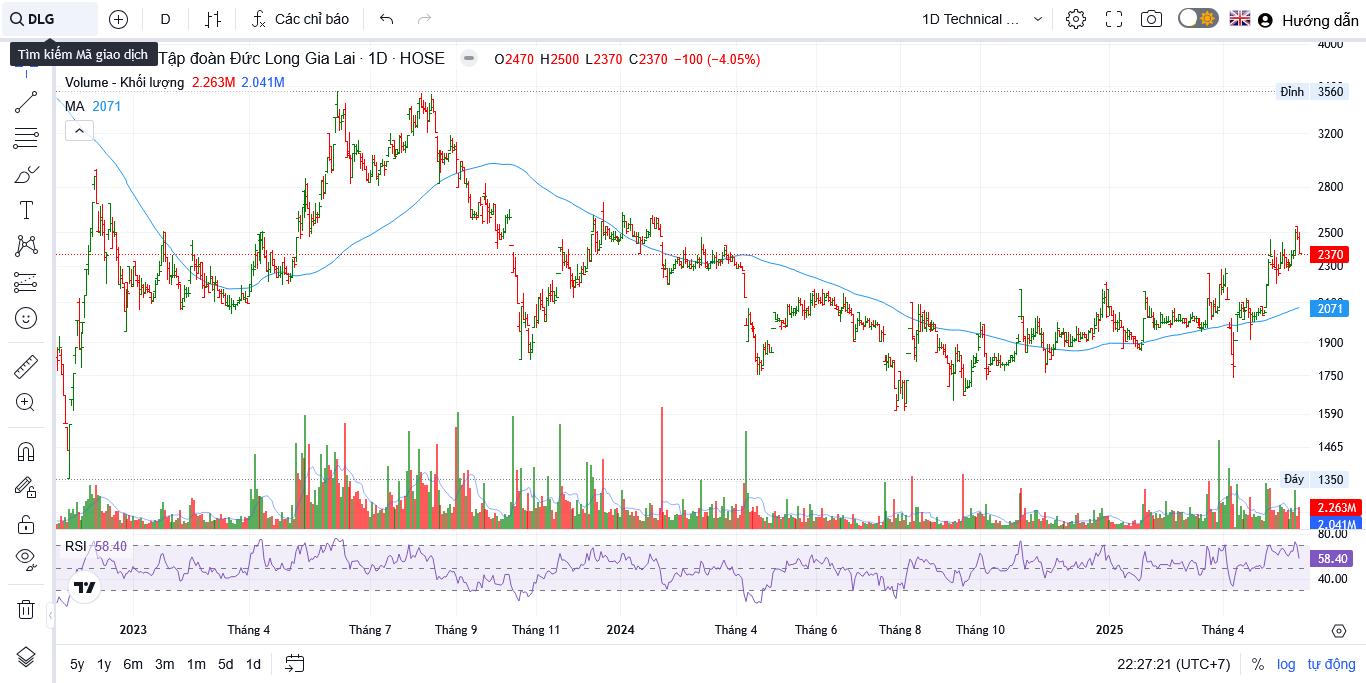 DLG
D
Các chỉ báo
1D Technical ...
Hướng dẫn
Tìm kiếm Mã giao dịch
Tập đoàn Đức Long Gia Lai · 1D · HOSE
O2470 H2500 L2370 C2370 −100 (−4.05%)
Volume - Khối lượng 2.263M 2.041M
MA 2071
4000
Đỉnh 3560
3200
2800
2500
2370
2300
2071
1900
1750
1590
1465
Đáy 1350
2.263M
2.041M
80.00
RSI 58.40
58.40
40.00
2023 Tháng 4 Tháng 7 Tháng 9 Tháng 11 2024 Tháng 4 Tháng 6 Tháng 8 Tháng 10 2025 Tháng 4
5y 1y 6m 3m 1m 5d 1d
22:27:21 (UTC+7) % log tự động